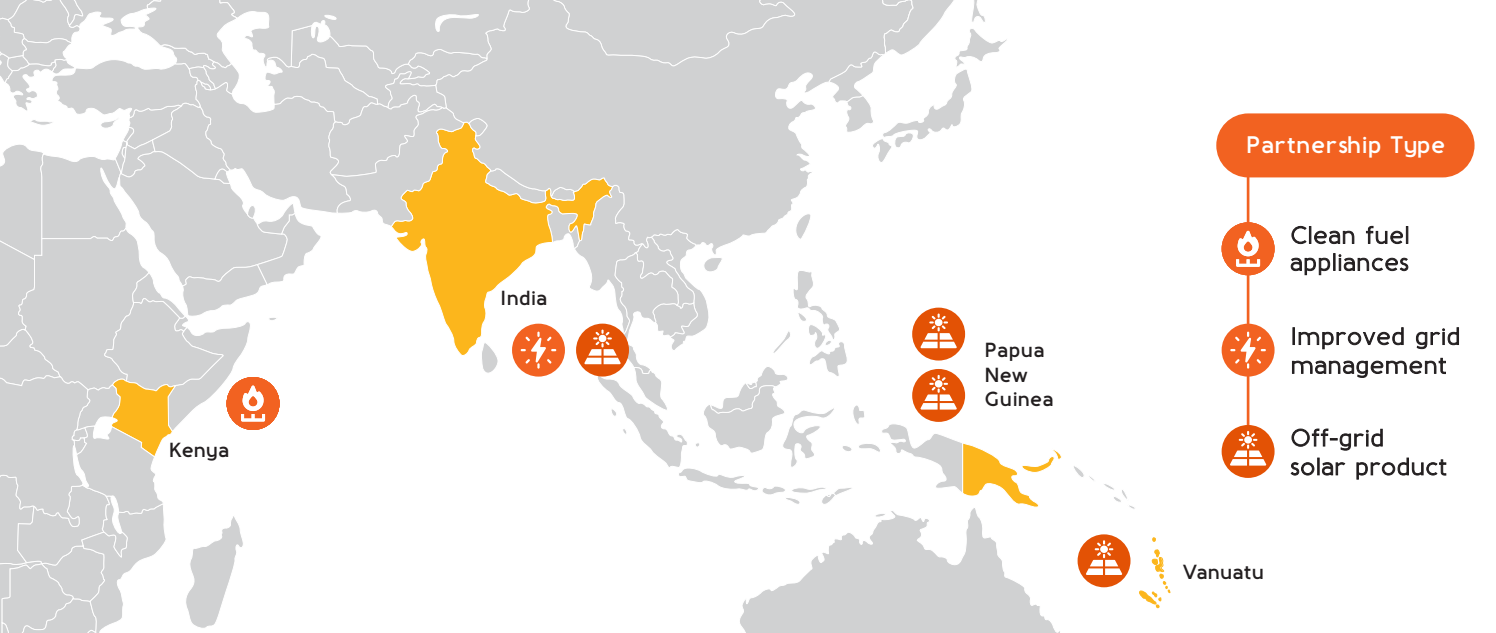 India
Kenya
Papua
New
Guinea
Vanuatu
Partnership Type
Clean fuel
appliances
Improved grid
management
Off-grid
solar product